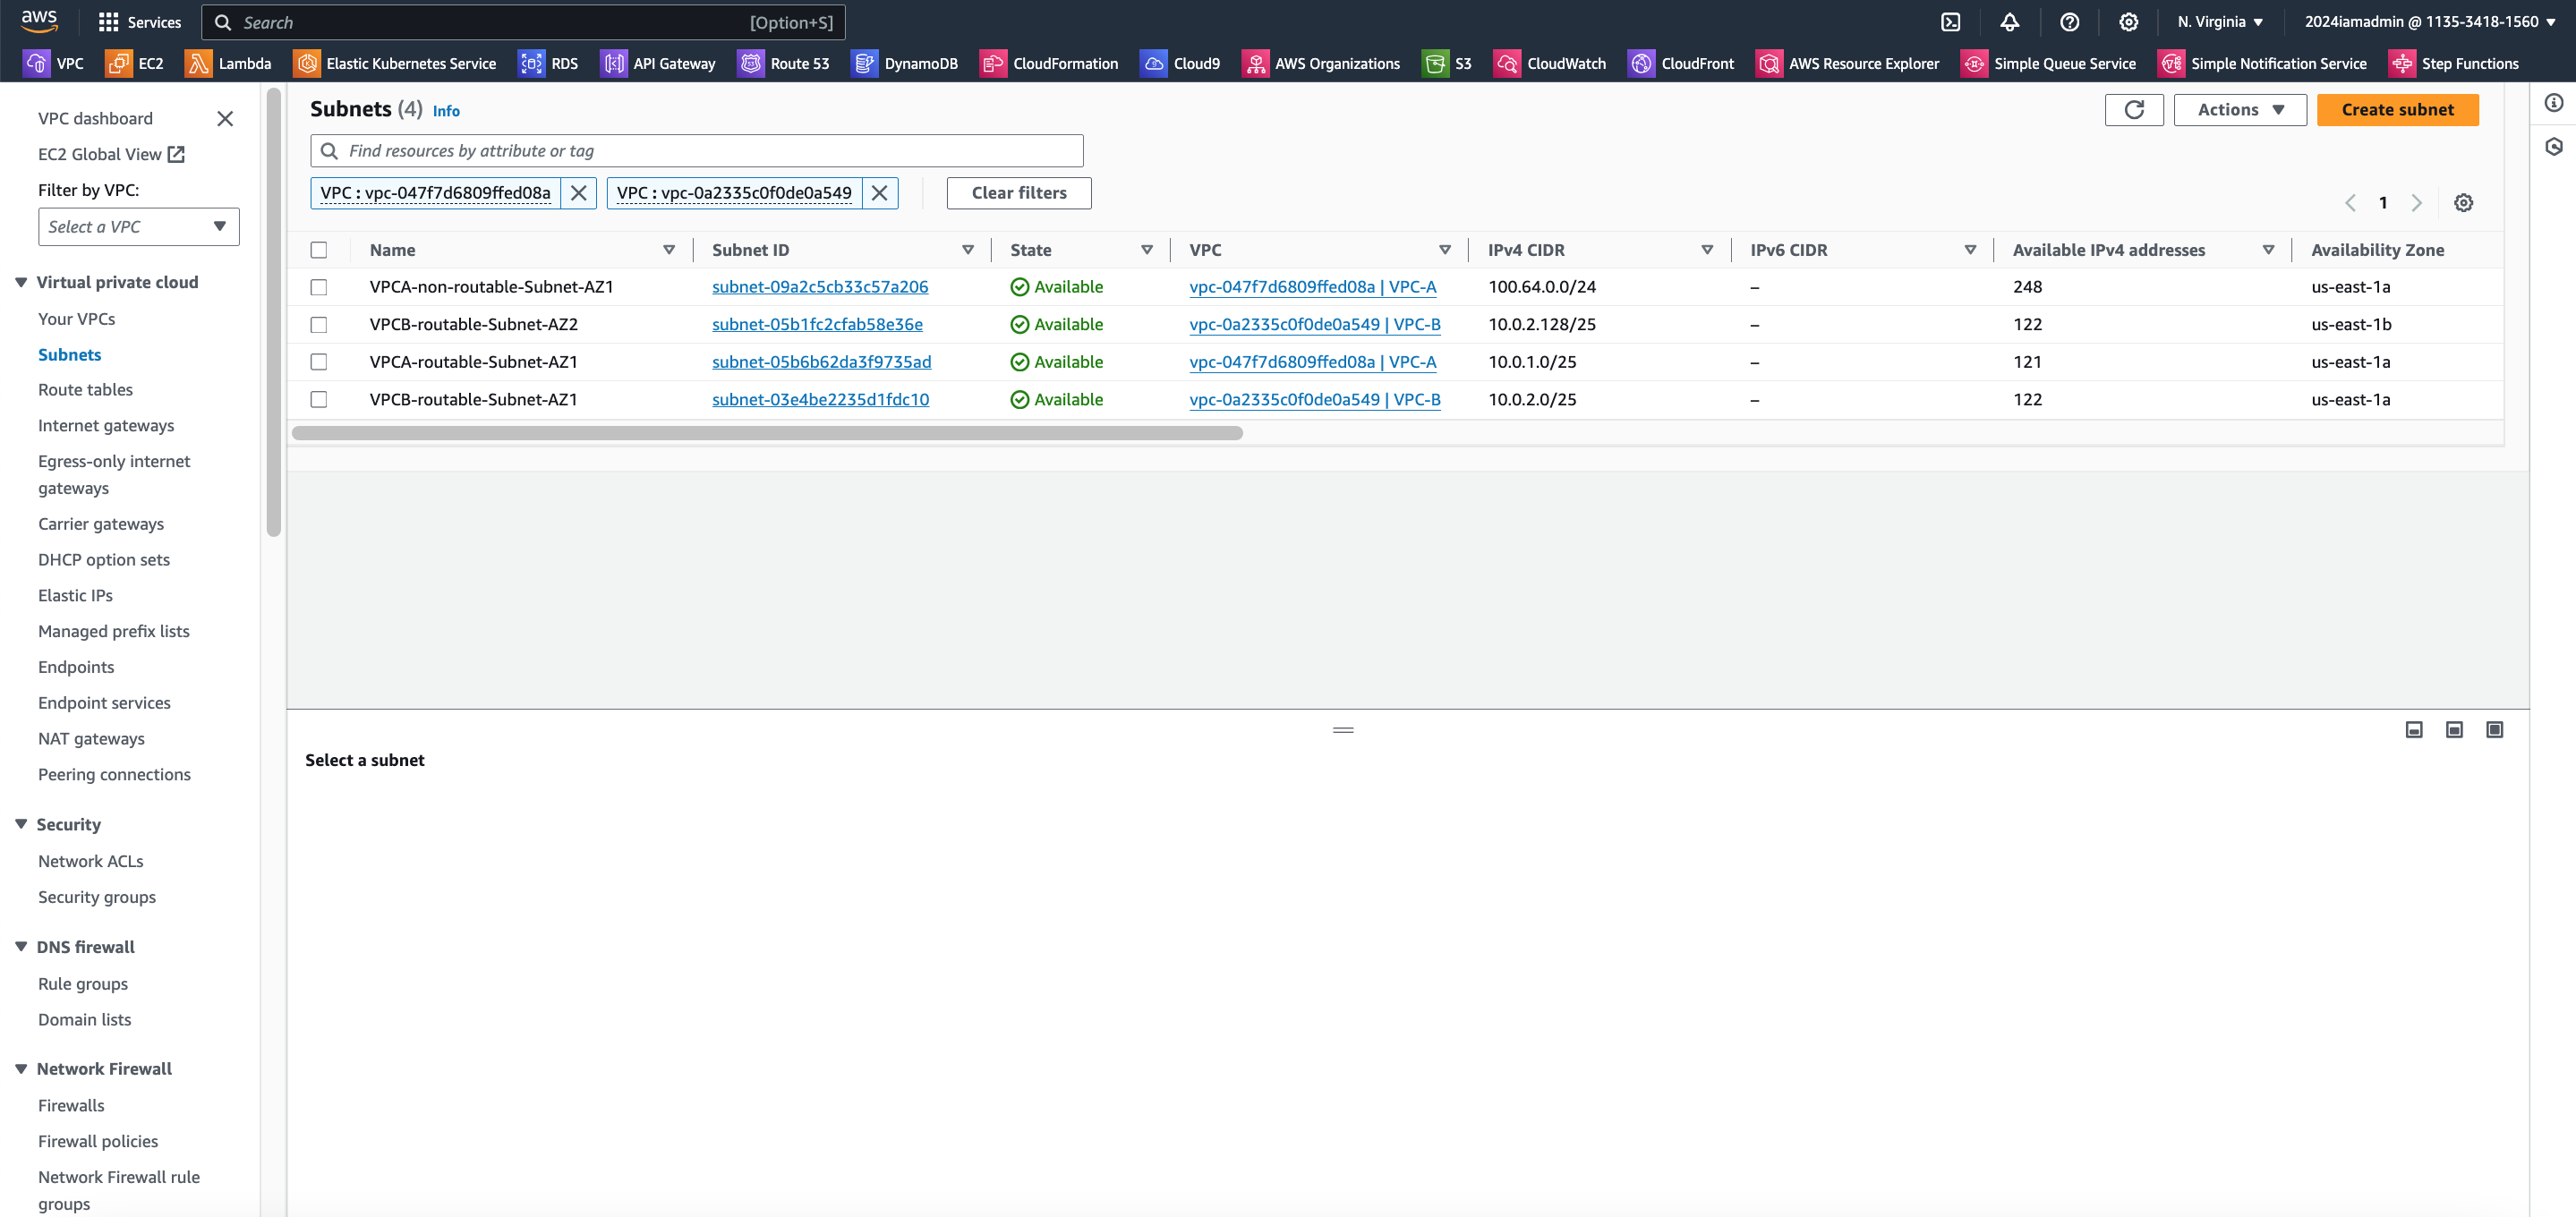 aws Services Search [Option+S] N. Virginia 2024iamadmin @ 1135-3418-1560
VPC EC2 Lambda Elastic Kubernetes Service RDS API Gateway Route 53 DynamoDB CloudFormation Cloud9 AWS Organizations S3 CloudWatch CloudFront AWS Resource Explorer Simple Queue Service Simple Notification Service Step Functions
VPC dashboard
EC2 Global View
Filter by VPC:
Select a VPC
Virtual private cloud
Your VPCs
Subnets
Route tables
Internet gateways
Egress-only internet
gateways
Carrier gateways
DHCP option sets
Elastic IPs
Managed prefix lists
Endpoints
Endpoint services
NAT gateways
Peering connections
Security
Network ACLs
Security groups
DNS firewall
Rule groups
Domain lists
Network Firewall
Firewalls
Firewall policies
Network Firewall rule
groups
Subnets (4) Info
Actions Create subnet
Find resources by attribute or tag
VPC : vpc-047f7d6809ffed08a VPC : vpc-0a2335c0f0de0a549 Clear filters
1
Name Subnet ID State VPC IPv4 CIDR IPv6 CIDR Available IPv4 addresses Availability Zone
VPCA-non-routable-Subnet-AZ1 subnet-09a2c5cb33c57a206 Available vpc-047f7d6809ffed08a | VPC-A 100.64.0.0/24 – 248 us-east-1a
VPCB-routable-Subnet-AZ2 subnet-05b1fc2cfab58e36e Available vpc-0a2335c0f0de0a549 | VPC-B 10.0.2.128/25 – 122 us-east-1b
VPCA-routable-Subnet-AZ1 subnet-05b6b62da3f9735ad Available vpc-047f7d6809ffed08a | VPC-A 10.0.1.0/25 – 121 us-east-1a
VPCB-routable-Subnet-AZ1 subnet-03e4be2235d1fdc10 Available vpc-0a2335c0f0de0a549 | VPC-B 10.0.2.0/25 – 122 us-east-1a
Select a subnet